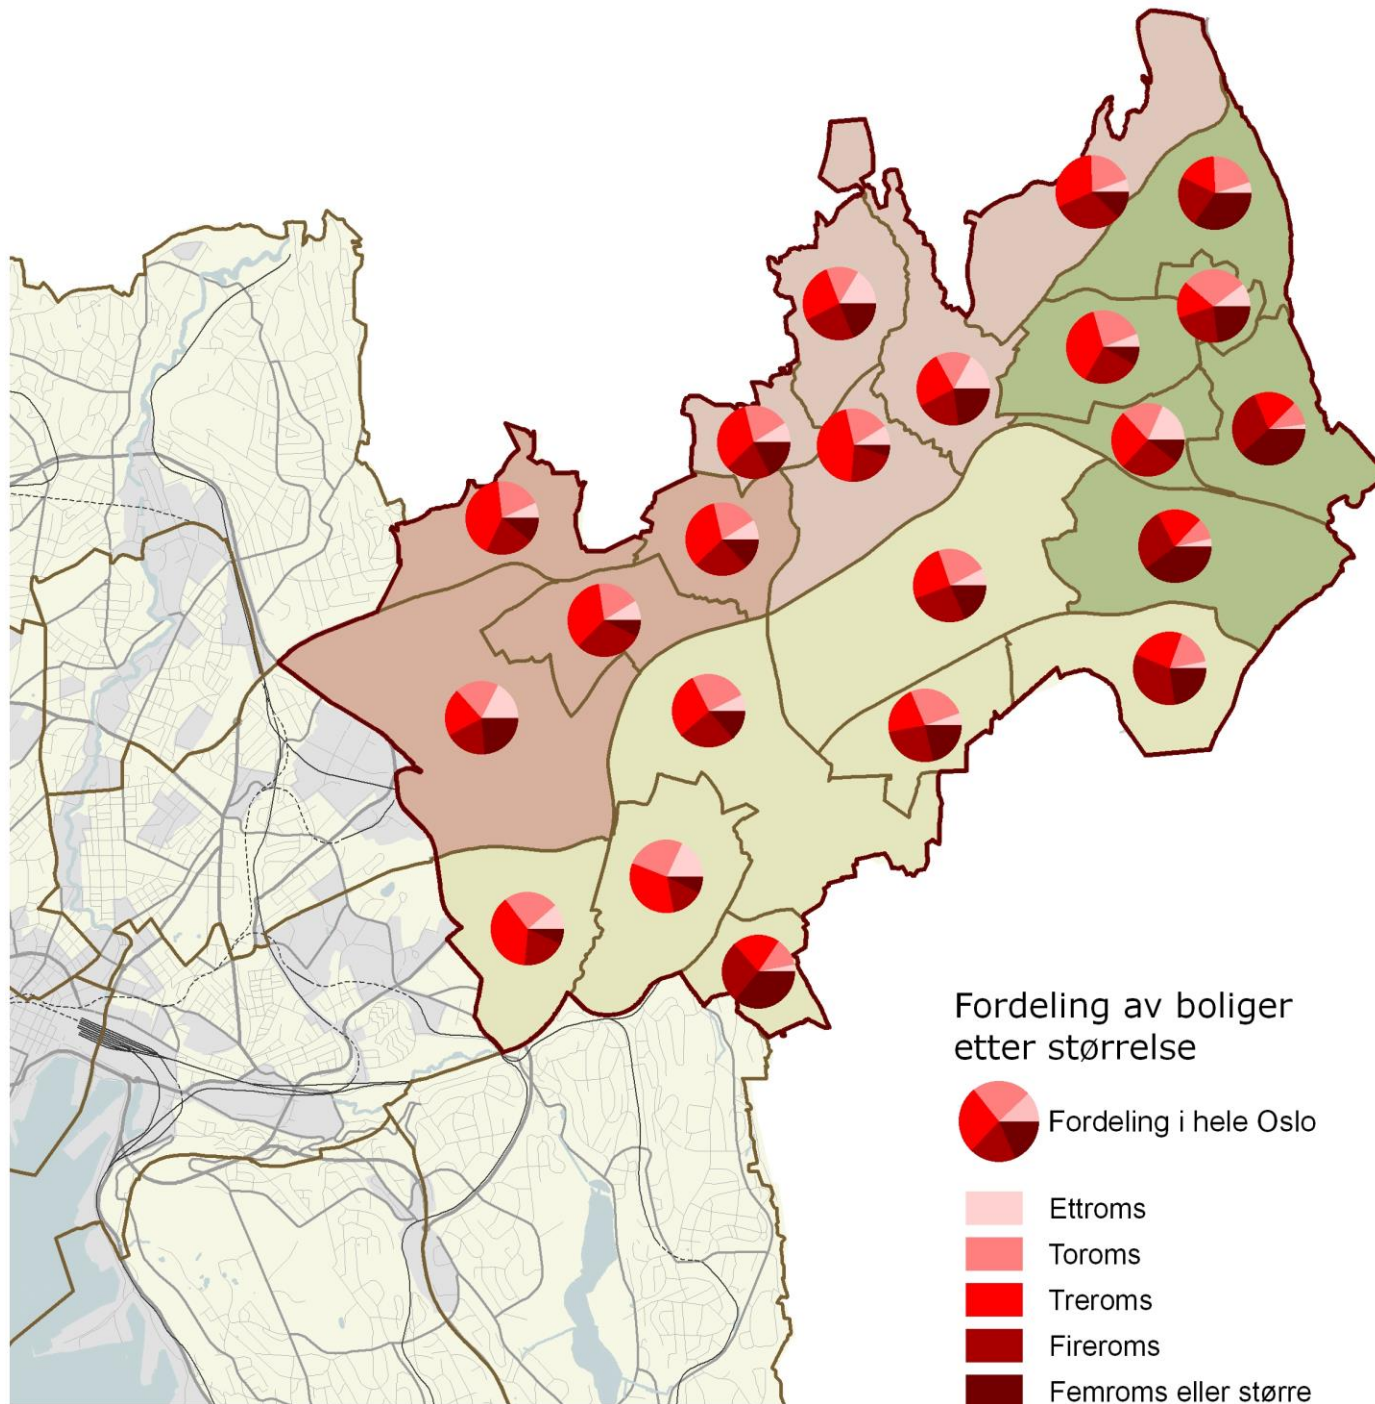 Fordeling av boliger
etter størrelse
Fordeling i hele Oslo
Ettroms
Toroms
Treroms
Fireroms
Femroms eller større